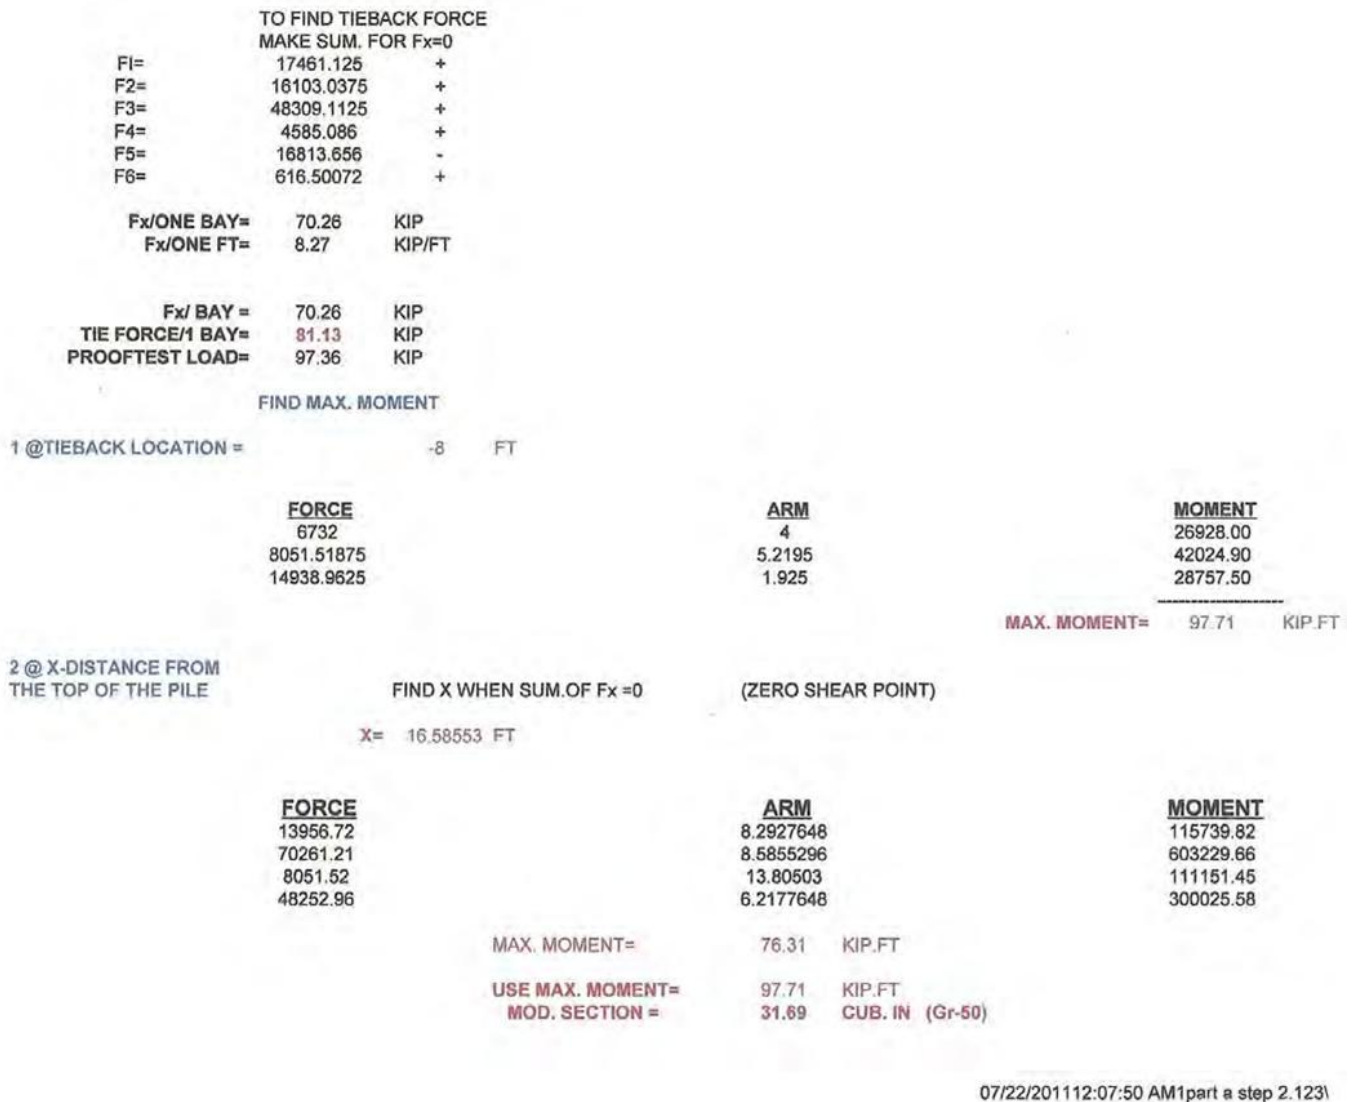 TO FIND TIEBACK FORCE
MAKE SUM. FOR Fx=0
FI= 17461.125 +
F2= 16103.0375 +
F3= 48309.1125 +
F4= 4585.086 +
F5= 16813.656 -
F6= 616.50072 +
Fx/ONE BAY= 70.26 KIP
Fx/ONE FT= 8.27 KIP/FT
Fx/ BAY = 70.26 KIP
TIE FORCE/1 BAY= 81.13 KIP
PROOFTEST LOAD= 97.36 KIP
FIND MAX. MOMENT
1 @TIEBACK LOCATION = -8 FT
FORCE ARM MOMENT
6732 4 26928.00
8051.51875 5.2195 42024.90
14938.9625 1.925 28757.50
----------------------
MAX. MOMENT= 97.71 KIP.FT
2 @ X-DISTANCE FROM
THE TOP OF THE PILE FIND X WHEN SUM.OF Fx =0 (ZERO SHEAR POINT)
X= 16.58553 FT
FORCE ARM MOMENT
13956.72 8.2927648 115739.82
70261.21 8.5855296 603229.66
8051.52 13.80503 111151.45
48252.96 6.2177648 300025.58
MAX. MOMENT= 76.31 KIP.FT
USE MAX. MOMENT= 97.71 KIP.FT
MOD. SECTION = 31.69 CUB. IN (Gr-50)
07/22/201112:07:50 AM1part a step 2.123\